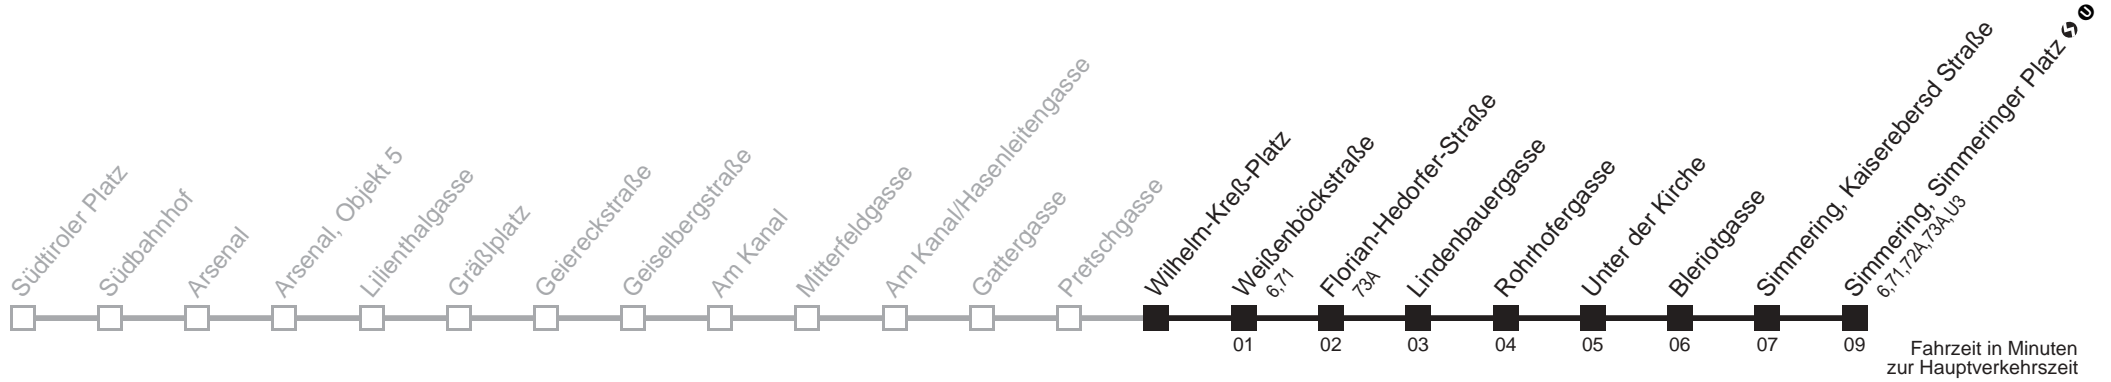 Südtiroler Platz
Südbahnhof
Arsenal
Arsenal, Objekt 5
Lilienthalgasse
Gräßlplatz
Geiereckstraße
Geiselbergstraße
Am Kanal
Mitterfeldgasse
Am Kanal/Hasenleitengasse
Gattergasse
Pretschgasse
Wilhelm-Kreß-Platz
Weißenböckstraße
6,71
Florian-Hedorfer-Straße
73A
Lindenbauergasse
Rohrhofergasse
Unter der Kirche
Bleriotgasse
Simmering, Kaiserebersd Straße
Simmering, Simmeringer Platz S U
6,71,72A,73A,U3
01 02 03 04 05 06 07 09
Fahrzeit in Minuten
zur Hauptverkehrszeit